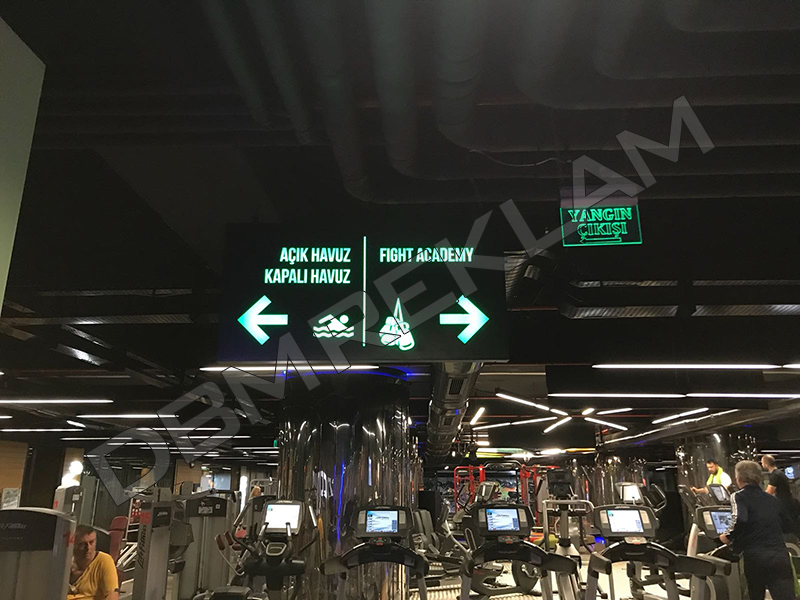 AÇIK HAVUZ
KAPALI HAVUZ
FIGHT ACADEMY
YANGIN
ÇIKIŞI
DBMREKLAM